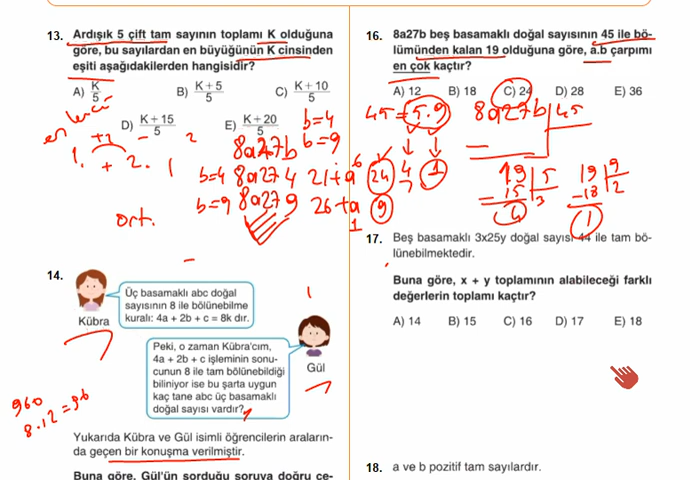 13. Ardışık 5 çift tam sayının toplamı K olduğuna
göre, bu sayılardan en büyüğünün K cinsinden
eşiti aşağıdakilerden hangisidir?
A) K/5 B) K+5/5 C) K+10/5
D) K+15/5 E) K+20/5
ort.
14.
Üç basamaklı abc doğal
sayısının 8 ile bölünebilme
kuralı: 4a + 2b + c = 8k dır.
Kübra
Peki, o zaman Kübra'cım,
4a + 2b + c işleminin sonu-
cunun 8 ile tam bölünebildiği
biliniyor ise bu şarta uygun
kaç tane abc üç basamaklı
doğal sayısı vardır?
Gül
960
8.12=96
Yukarıda Kübra ve Gül isimli öğrencilerin araların-
da geçen bir konuşma verilmiştir.
Buna göre, Gül'ün sorduğu soruya doğru ce-
16. 8a27b beş basamaklı doğal sayısının 45 ile bö-
lümünden kalan 19 olduğuna göre, a.b çarpımı
en çok kaçtır?
A) 12 B) 18 C) 24 D) 28 E) 36
45=5.9
8a27b 45
b=4
b=9
8a27b
b=4 8a274 21+a 6 24 4 1
b=9 8a279 26+a 9
1
19 5
15 3
4
19 9
-18 2
1
17. Beş basamaklı 3x25y doğal sayısı 44 ile tam bö-
lünebilmektedir.
Buna göre, x + y toplamının alabileceği farklı
değerlerin toplamı kaçtır?
A) 14 B) 15 C) 16 D) 17 E) 18
18. a ve b pozitif tam sayılardır.